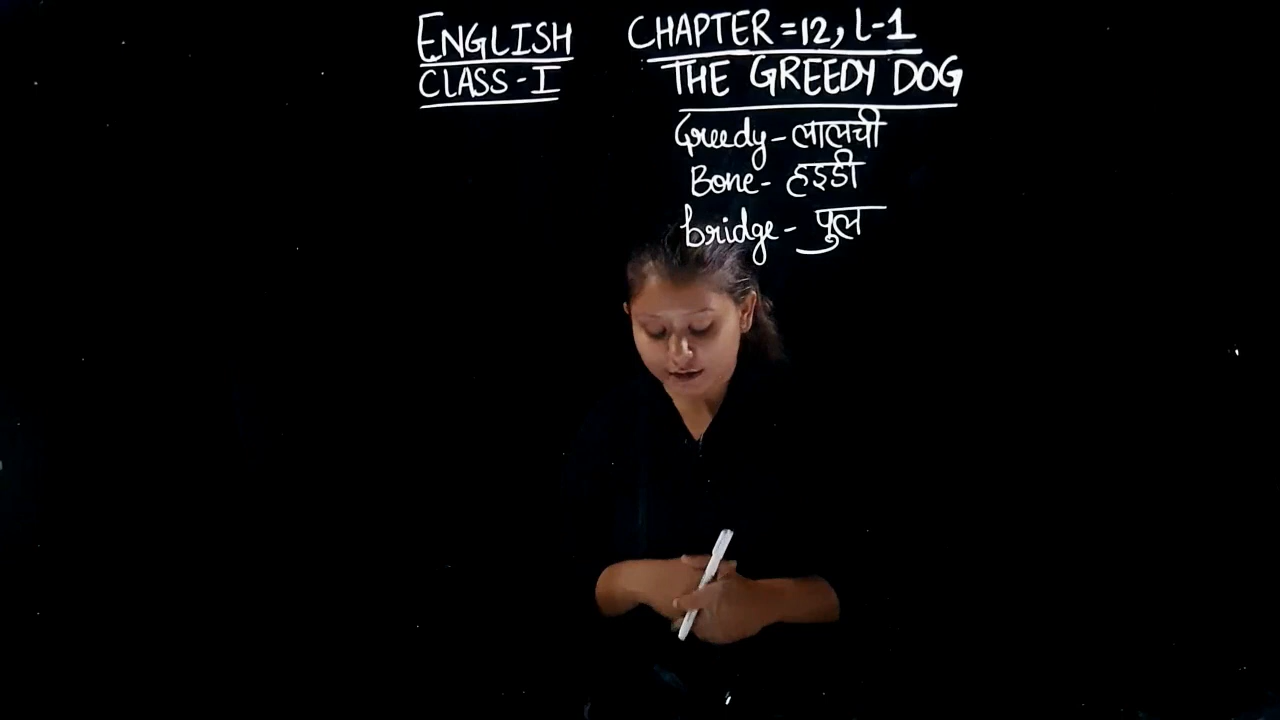 ENGLISH
CLASS-I
CHAPTER=12, L-1
THE GREEDY DOG
Greedy-लालची
Bone-हड्डी
bridge-पुल